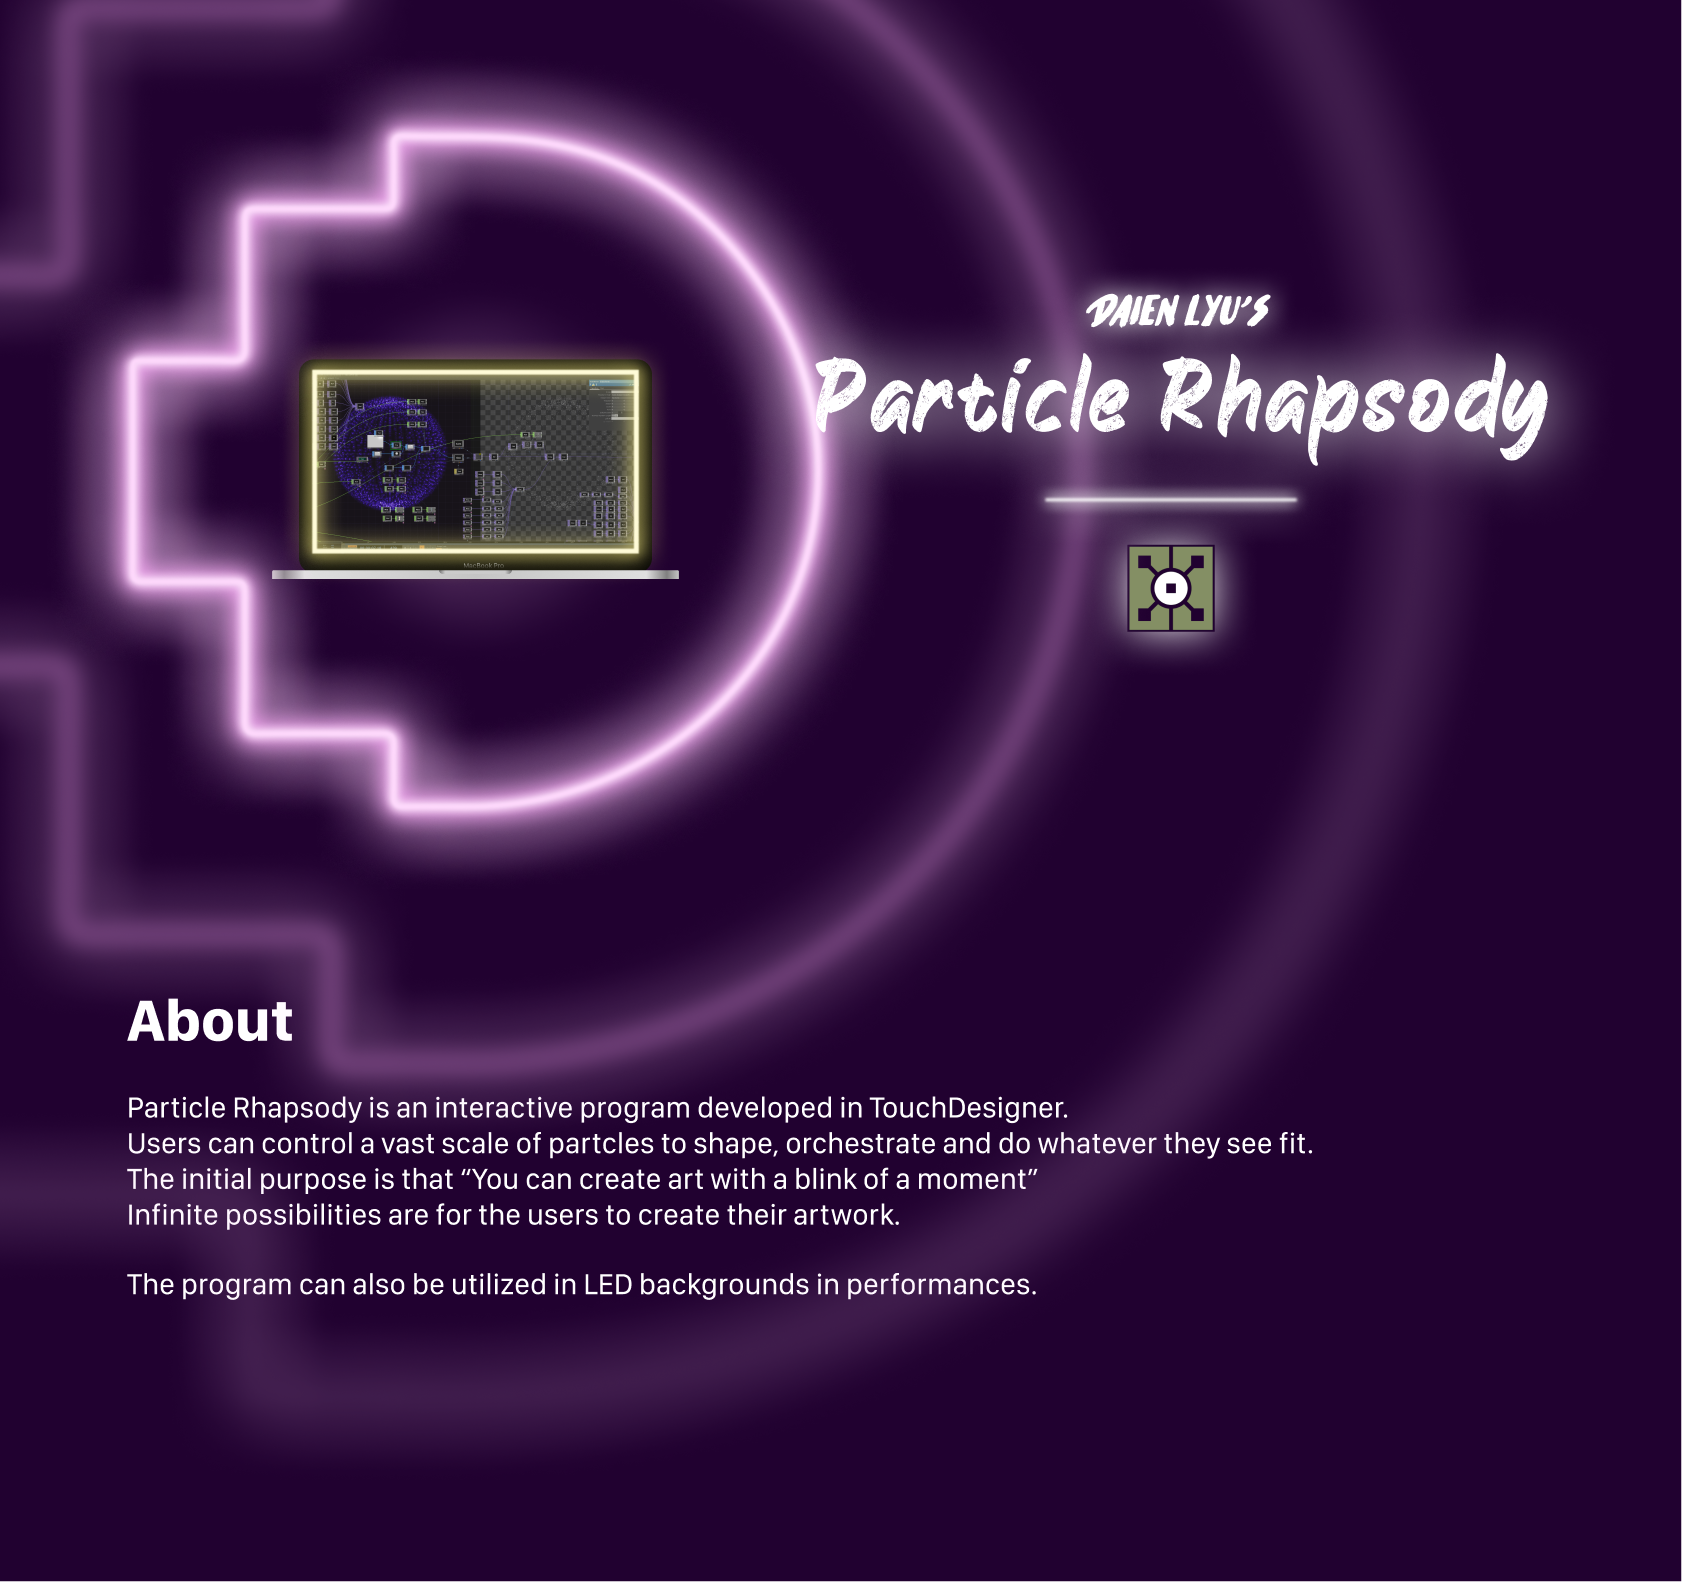 DAIEN LYU'S
Particle Rhapsody
MacBook Pro
About
Particle Rhapsody is an interactive program developed in TouchDesigner.
Users can control a vast scale of partcles to shape, orchestrate and do whatever they see fit.
The initial purpose is that “You can create art with a blink of a moment”
Infinite possibilities are for the users to create their artwork.
The program can also be utilized in LED backgrounds in performances.